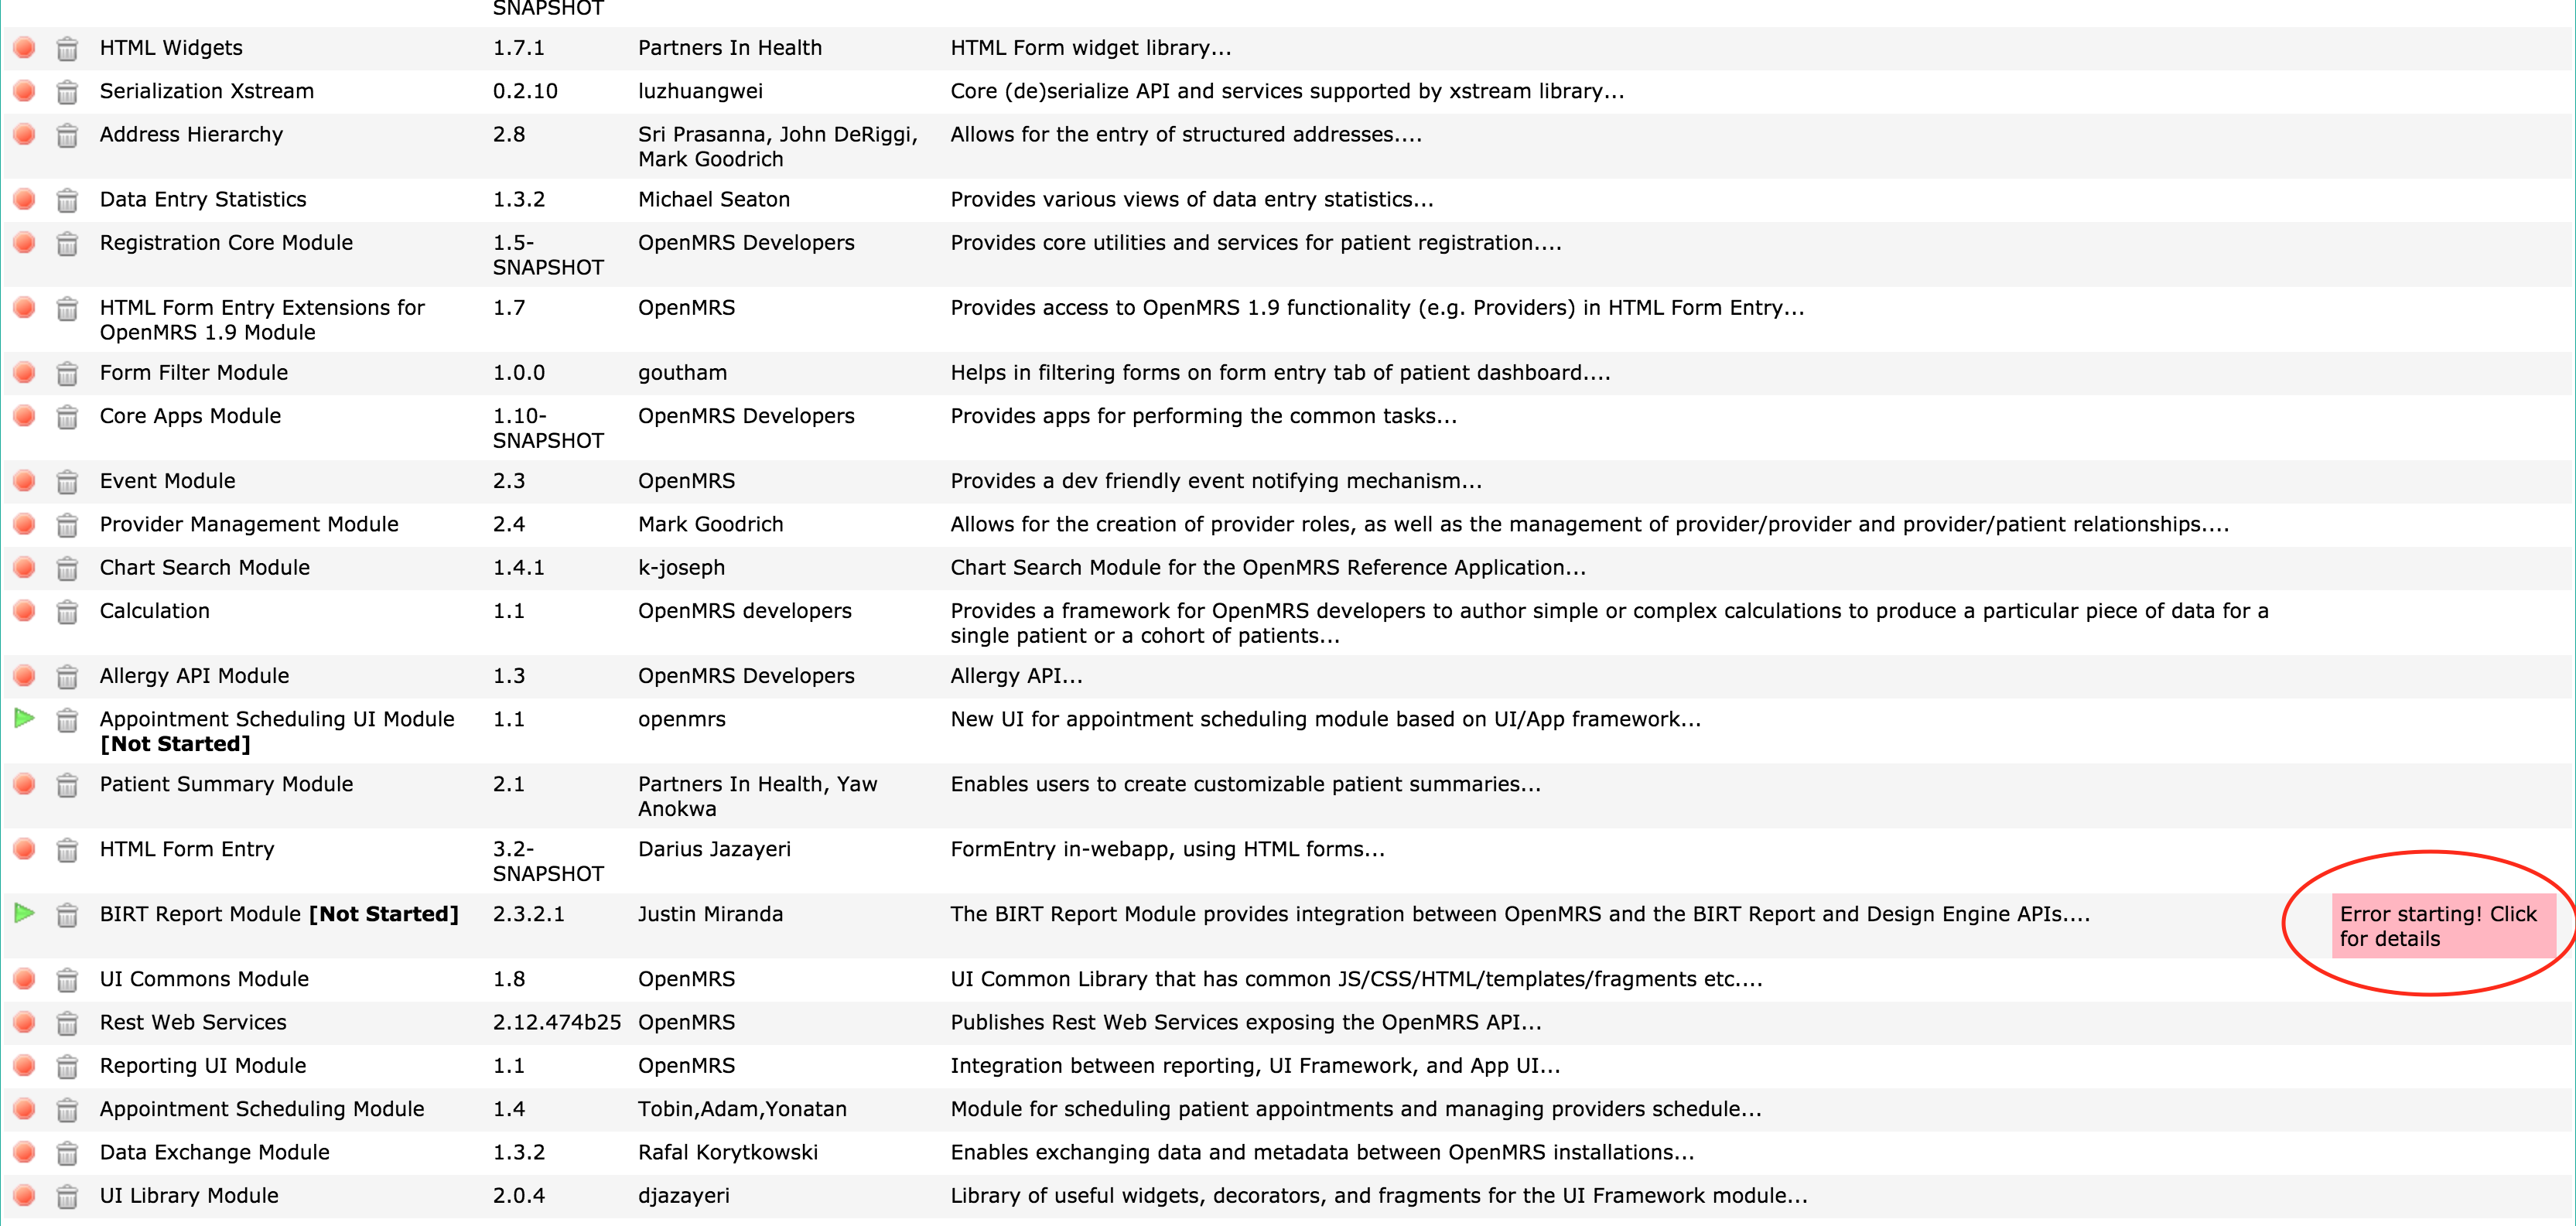 SNAPSHOT
HTML Widgets 1.7.1 Partners In Health HTML Form widget library...
Serialization Xstream 0.2.10 luzhuangwei Core (de)serialize API and services supported by xstream library...
Address Hierarchy 2.8 Sri Prasanna, John DeRiggi, Allows for the entry of structured addresses....
Mark Goodrich
Data Entry Statistics 1.3.2 Michael Seaton Provides various views of data entry statistics...
Registration Core Module 1.5- OpenMRS Developers Provides core utilities and services for patient registration....
SNAPSHOT
HTML Form Entry Extensions for 1.7 OpenMRS Provides access to OpenMRS 1.9 functionality (e.g. Providers) in HTML Form Entry...
OpenMRS 1.9 Module
Form Filter Module 1.0.0 goutham Helps in filtering forms on form entry tab of patient dashboard....
Core Apps Module 1.10- OpenMRS Developers Provides apps for performing the common tasks...
SNAPSHOT
Event Module 2.3 OpenMRS Provides a dev friendly event notifying mechanism...
Provider Management Module 2.4 Mark Goodrich Allows for the creation of provider roles, as well as the management of provider/provider and provider/patient relationships....
Chart Search Module 1.4.1 k-joseph Chart Search Module for the OpenMRS Reference Application...
Calculation 1.1 OpenMRS developers Provides a framework for OpenMRS developers to author simple or complex calculations to produce a particular piece of data for a
single patient or a cohort of patients...
Allergy API Module 1.3 OpenMRS Developers Allergy API...
Appointment Scheduling UI Module 1.1 openmrs New UI for appointment scheduling module based on UI/App framework...
[Not Started]
Patient Summary Module 2.1 Partners In Health, Yaw Enables users to create customizable patient summaries...
Anokwa
HTML Form Entry 3.2- Darius Jazayeri FormEntry in-webapp, using HTML forms...
SNAPSHOT
BIRT Report Module [Not Started] 2.3.2.1 Justin Miranda The BIRT Report Module provides integration between OpenMRS and the BIRT Report and Design Engine APIs.... Error starting! Click
for details
UI Commons Module 1.8 OpenMRS UI Common Library that has common JS/CSS/HTML/templates/fragments etc....
Rest Web Services 2.12.474b25 OpenMRS Publishes Rest Web Services exposing the OpenMRS API...
Reporting UI Module 1.1 OpenMRS Integration between reporting, UI Framework, and App UI...
Appointment Scheduling Module 1.4 Tobin,Adam,Yonatan Module for scheduling patient appointments and managing providers schedule...
Data Exchange Module 1.3.2 Rafal Korytkowski Enables exchanging data and metadata between OpenMRS installations...
UI Library Module 2.0.4 djazayeri Library of useful widgets, decorators, and fragments for the UI Framework module...